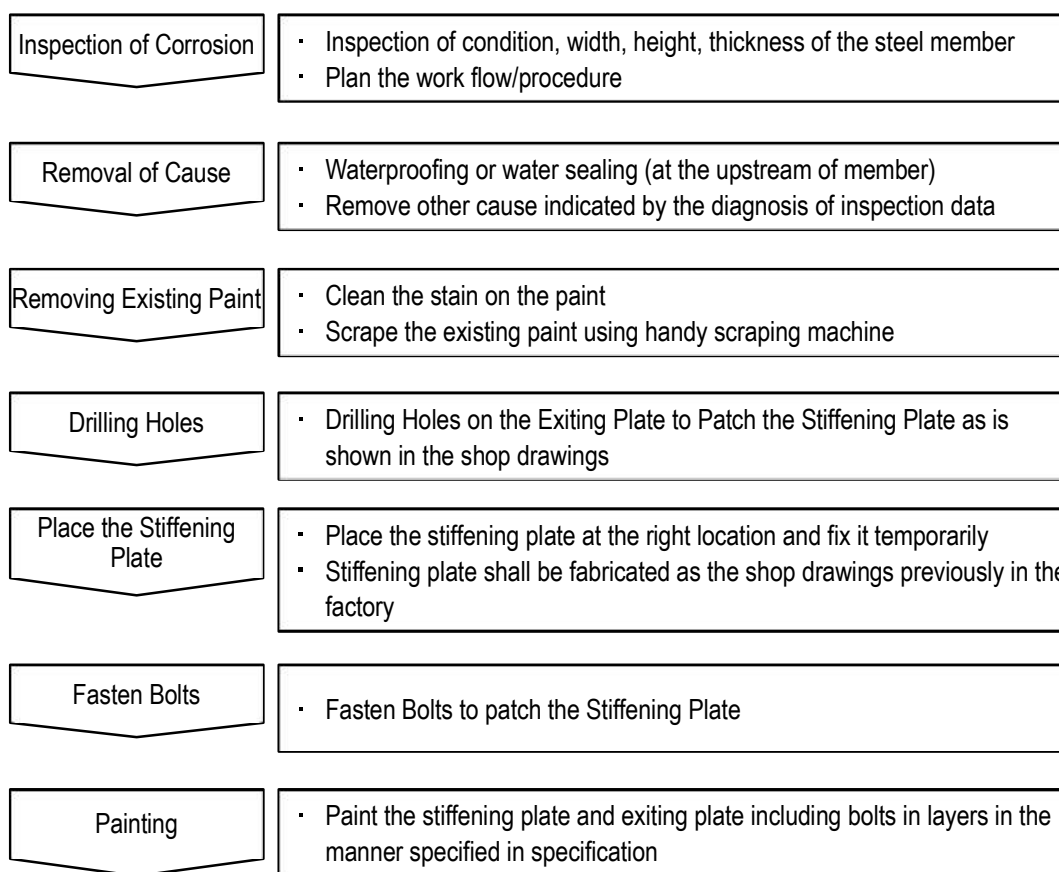 Inspection of Corrosion
· Inspection of condition, width, height, thickness of the steel member
· Plan the work flow/procedure
Removal of Cause
· Waterproofing or water sealing (at the upstream of member)
· Remove other cause indicated by the diagnosis of inspection data
Removing Existing Paint
· Clean the stain on the paint
· Scrape the existing paint using handy scraping machine
Drilling Holes
· Drilling Holes on the Exiting Plate to Patch the Stiffening Plate as is
shown in the shop drawings
Place the Stiffening
Plate
· Place the stiffening plate at the right location and fix it temporarily
· Stiffening plate shall be fabricated as the shop drawings previously in the
factory
Fasten Bolts
· Fasten Bolts to patch the Stiffening Plate
Painting
· Paint the stiffening plate and exiting plate including bolts in layers in the
manner specified in specification